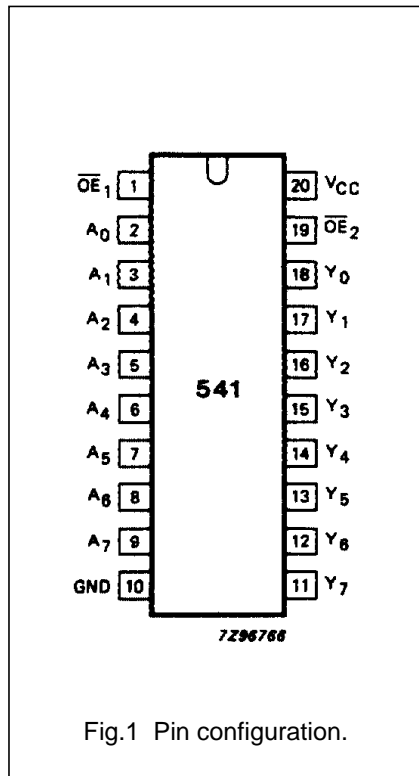 OE1 1 20 VCC
A0 2 19 OE2
A1 3 18 Y0
A2 4 17 Y1
A3 5 16 Y2
A4 6 541 15 Y3
A5 7 14 Y4
A6 8 13 Y5
A7 9 12 Y6
GND 10 11 Y7
7Z96766
Fig.1 Pin configuration.